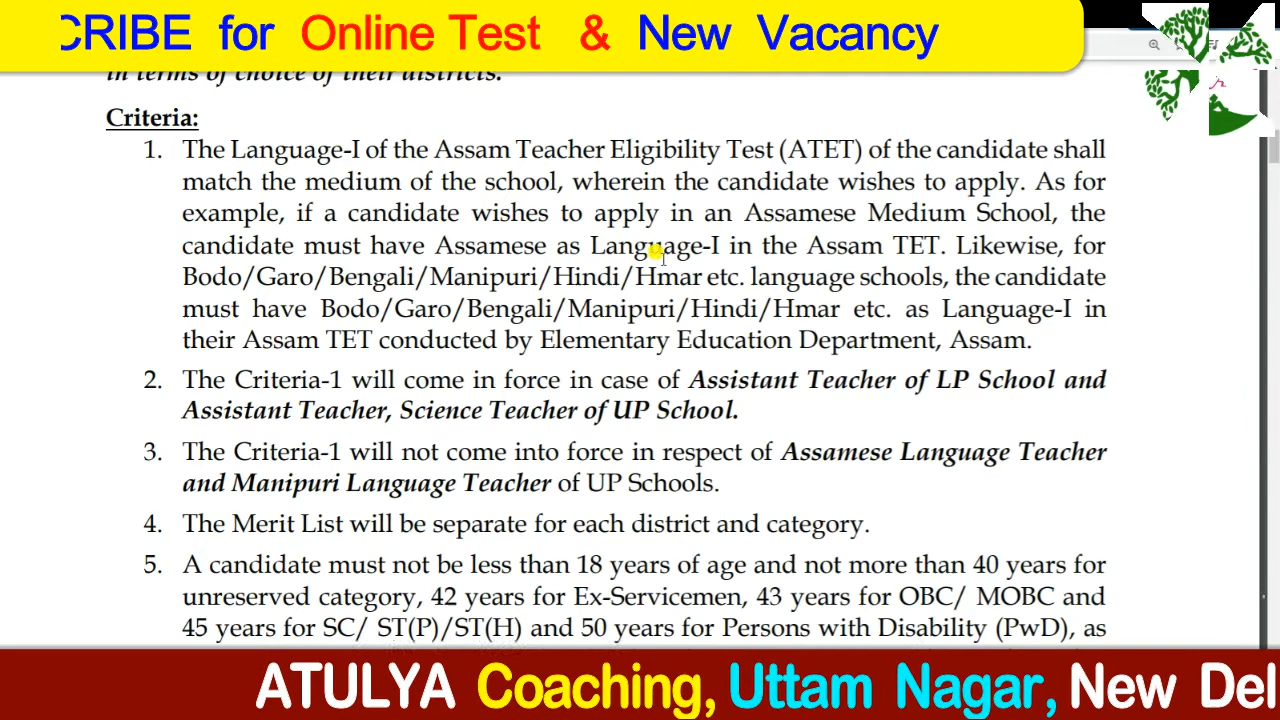 CRIBE for Online Test & New Vacancy
in terms of choice of their districts.
Criteria:
1. The Language-I of the Assam Teacher Eligibility Test (ATET) of the candidate shall
match the medium of the school, wherein the candidate wishes to apply. As for
example, if a candidate wishes to apply in an Assamese Medium School, the
candidate must have Assamese as Language-I in the Assam TET. Likewise, for
Bodo/Garo/Bengali/Manipuri/Hindi/Hmar etc. language schools, the candidate
must have Bodo/Garo/Bengali/Manipuri/Hindi/Hmar etc. as Language-I in
their Assam TET conducted by Elementary Education Department, Assam.
2. The Criteria-1 will come in force in case of Assistant Teacher of LP School and
Assistant Teacher, Science Teacher of UP School.
3. The Criteria-1 will not come into force in respect of Assamese Language Teacher
and Manipuri Language Teacher of UP Schools.
4. The Merit List will be separate for each district and category.
5. A candidate must not be less than 18 years of age and not more than 40 years for
unreserved category, 42 years for Ex-Servicemen, 43 years for OBC/ MOBC and
45 years for SC/ ST(P)/ST(H) and 50 years for Persons with Disability (PwD), as
ATULYA Coaching, Uttam Nagar, New Del